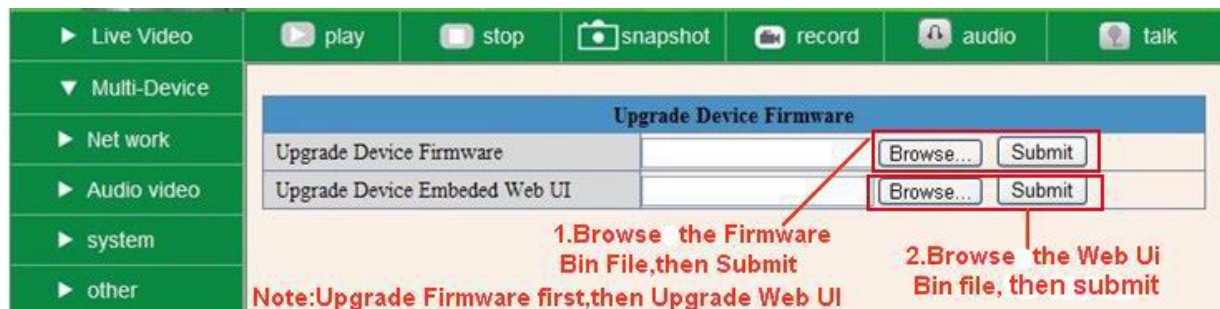 Live Video
play
stop
snapshot
record
audio
talk
Multi-Device
Net work
Audio video
system
other
Upgrade Device Firmware
Upgrade Device Firmware
Browse...
Submit
Upgrade Device Embeded Web UI
Browse...
Submit
1.Browse the Firmware
Bin File,then Submit
2.Browse the Web Ui
Bin file, then submit
Note:Upgrade Firmware first,then Upgrade Web UI